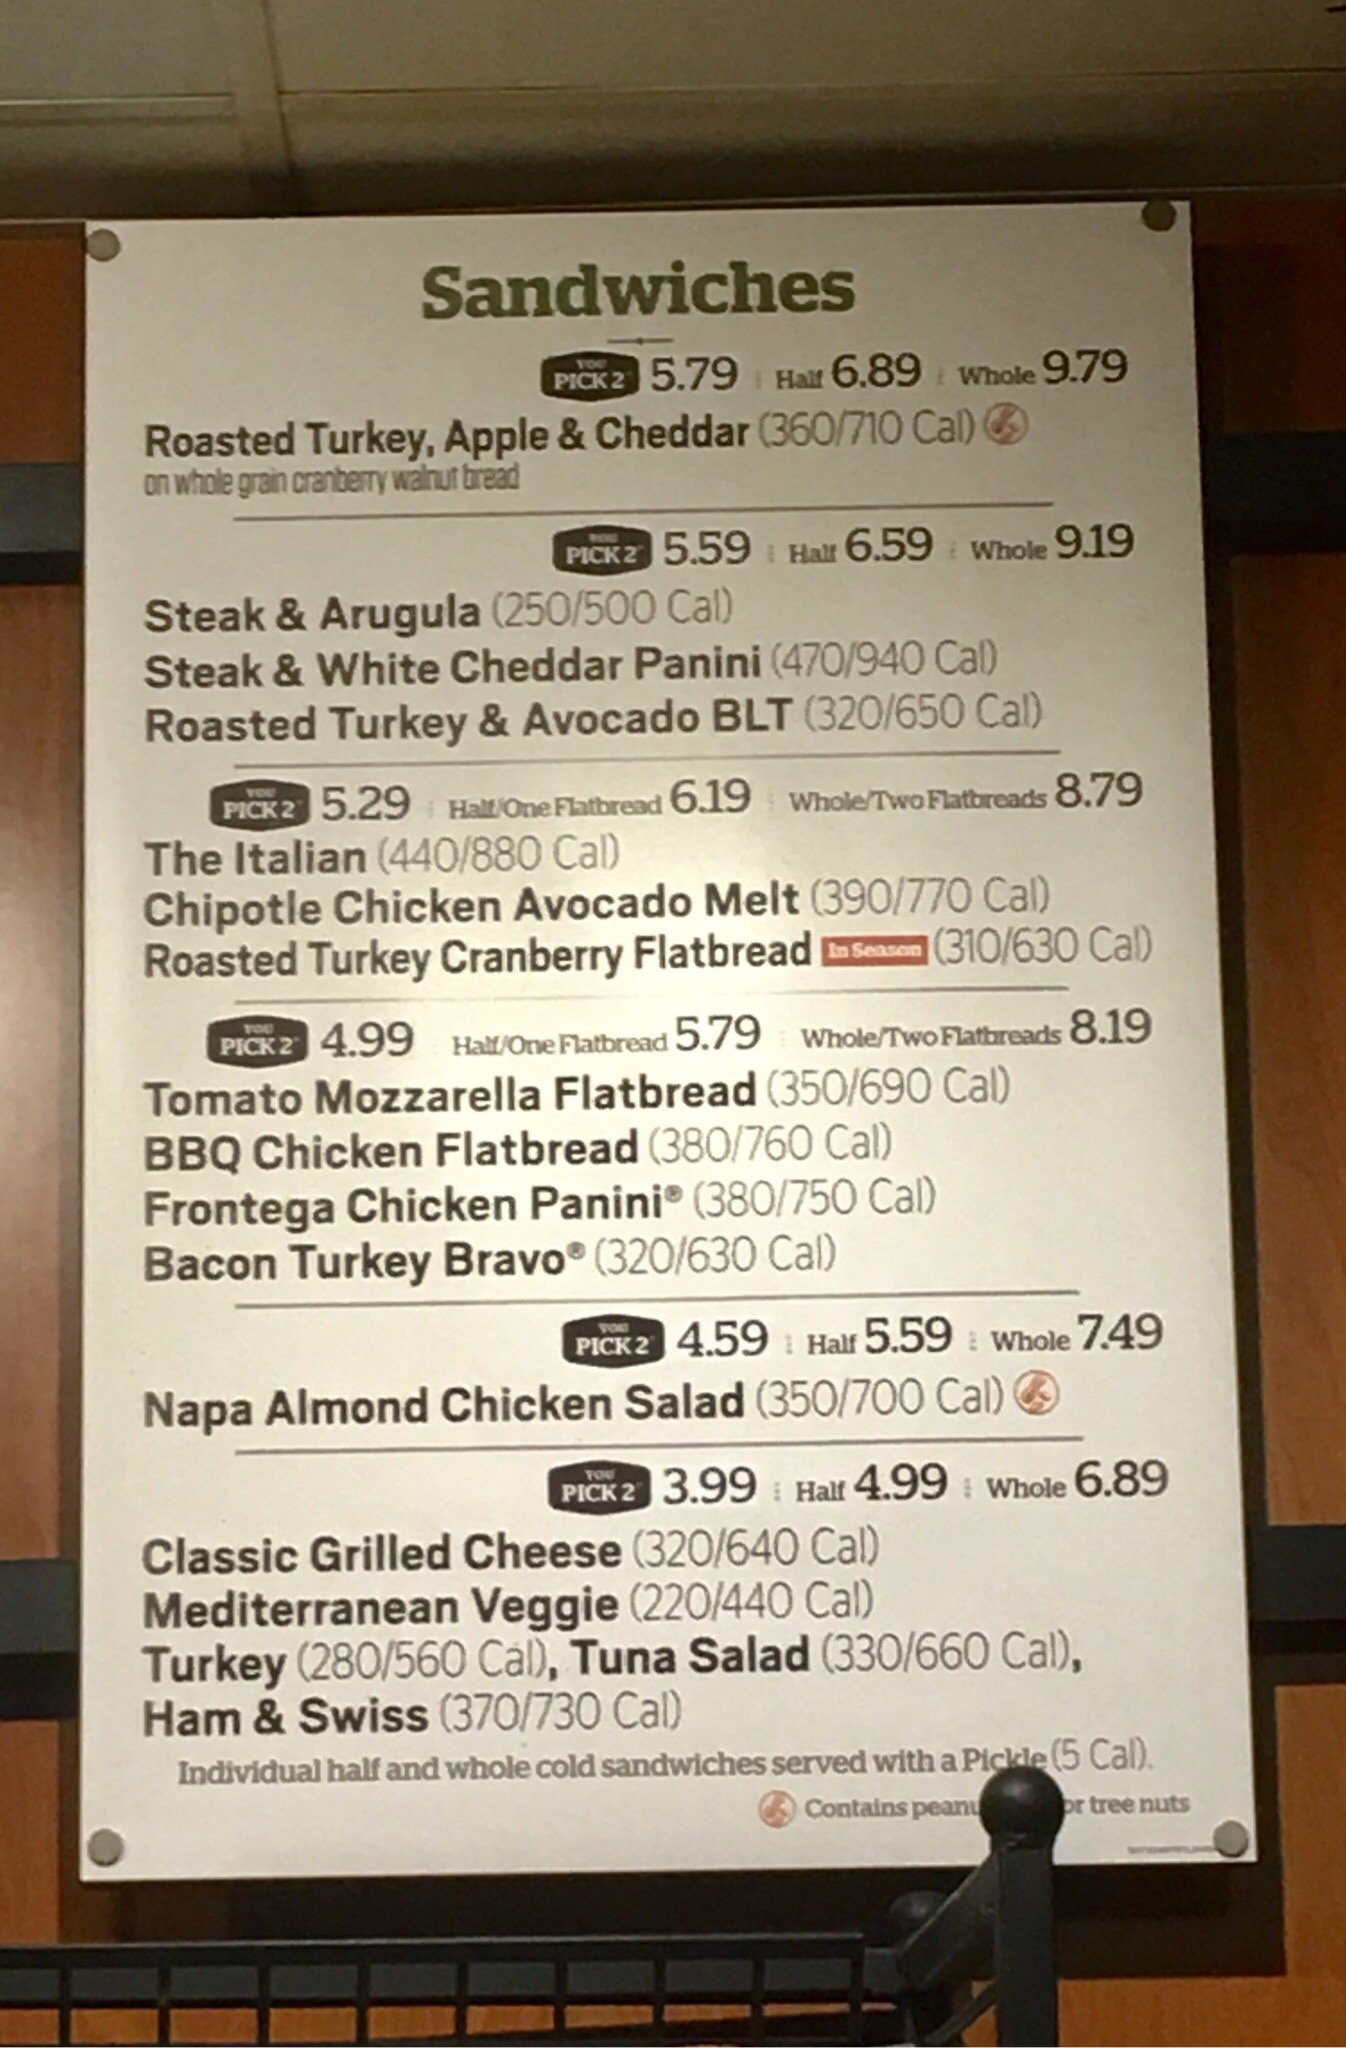 Sandwiches
YOU PICK 2 5.79 Half 6.89 Whole 9.79
Roasted Turkey, Apple & Cheddar (360/710 Cal)
on whole grain cranberry walnut bread
YOU PICK 2 5.59 Half 6.59 Whole 9.19
Steak & Arugula (250/500 Cal)
Steak & White Cheddar Panini (470/940 Cal)
Roasted Turkey & Avocado BLT (320/650 Cal)
YOU PICK 2 5.29 Half/One Flatbread 6.19 Whole/Two Flatbreads 8.79
The Italian (440/880 Cal)
Chipotle Chicken Avocado Melt (390/770 Cal)
Roasted Turkey Cranberry Flatbread In Season (310/630 Cal)
YOU PICK 2 4.99 Half/One Flatbread 5.79 Whole/Two Flatbreads 8.19
Tomato Mozzarella Flatbread (350/690 Cal)
BBQ Chicken Flatbread (380/760 Cal)
Frontega Chicken Panini® (380/750 Cal)
Bacon Turkey Bravo® (320/630 Cal)
YOU PICK 2 4.59 Half 5.59 Whole 7.49
Napa Almond Chicken Salad (350/700 Cal)
YOU PICK 2 3.99 Half 4.99 Whole 6.89
Classic Grilled Cheese (320/640 Cal)
Mediterranean Veggie (220/440 Cal)
Turkey (280/560 Cal), Tuna Salad (330/660 Cal),
Ham & Swiss (370/730 Cal)
Individual half and whole cold sandwiches served with a Pickle (5 Cal).
Contains or tree nuts